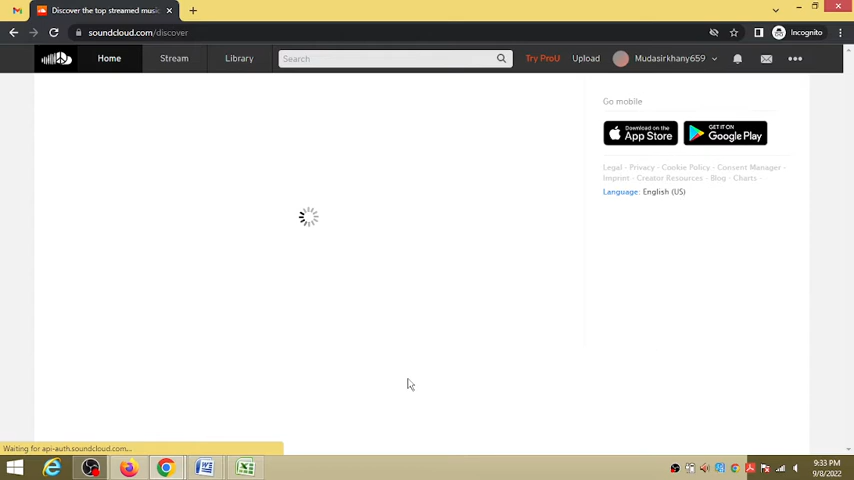 Discover the top streamed music
soundcloud.com/discover
Incognito
Home Stream Library Search Try ProU Upload Mudasirkhany659
Go mobile
Download on the App Store GET IT ON Google Play
Legal - Privacy - Cookie Policy - Consent Manager -
Imprint - Creator Resources - Blog - Charts -
Language: English (US)
Waiting for api-auth.soundcloud.com...
9:33 PM
9/8/2022